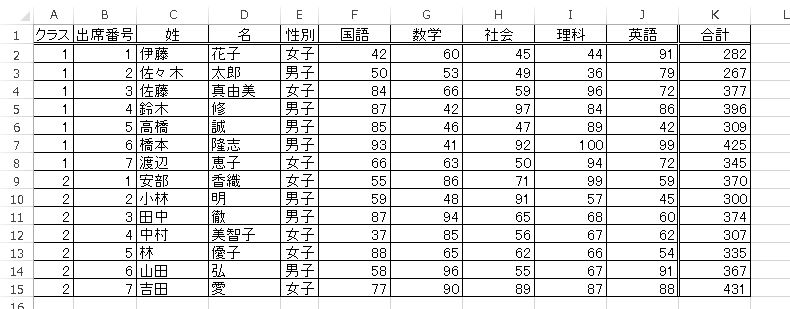 A B C D E F G H I J K L
1 クラス 出席番号 姓 名 性別 国語 数学 社会 理科 英語 合計
2 1 1 伊藤 花子 女子 42 60 45 44 91 282
3 1 2 佐々木 太郎 男子 50 53 49 36 79 267
4 1 3 佐藤 真由美 女子 84 66 59 96 72 377
5 1 4 鈴木 修 男子 87 42 97 84 86 396
6 1 5 高橋 誠 男子 85 46 47 89 42 309
7 1 6 橋本 隆志 男子 93 41 92 100 99 425
8 1 7 渡辺 恵子 女子 66 63 50 94 72 345
9 2 1 安部 香織 女子 55 86 71 99 59 370
10 2 2 小林 明 男子 59 48 91 57 45 300
11 2 3 田中 徹 男子 87 94 65 68 60 374
12 2 4 中村 美智子 女子 37 85 56 67 62 307
13 2 5 林 優子 女子 88 65 62 66 54 335
14 2 6 山田 弘 男子 58 96 55 67 91 367
15 2 7 吉田 愛 女子 77 90 89 87 88 431
16